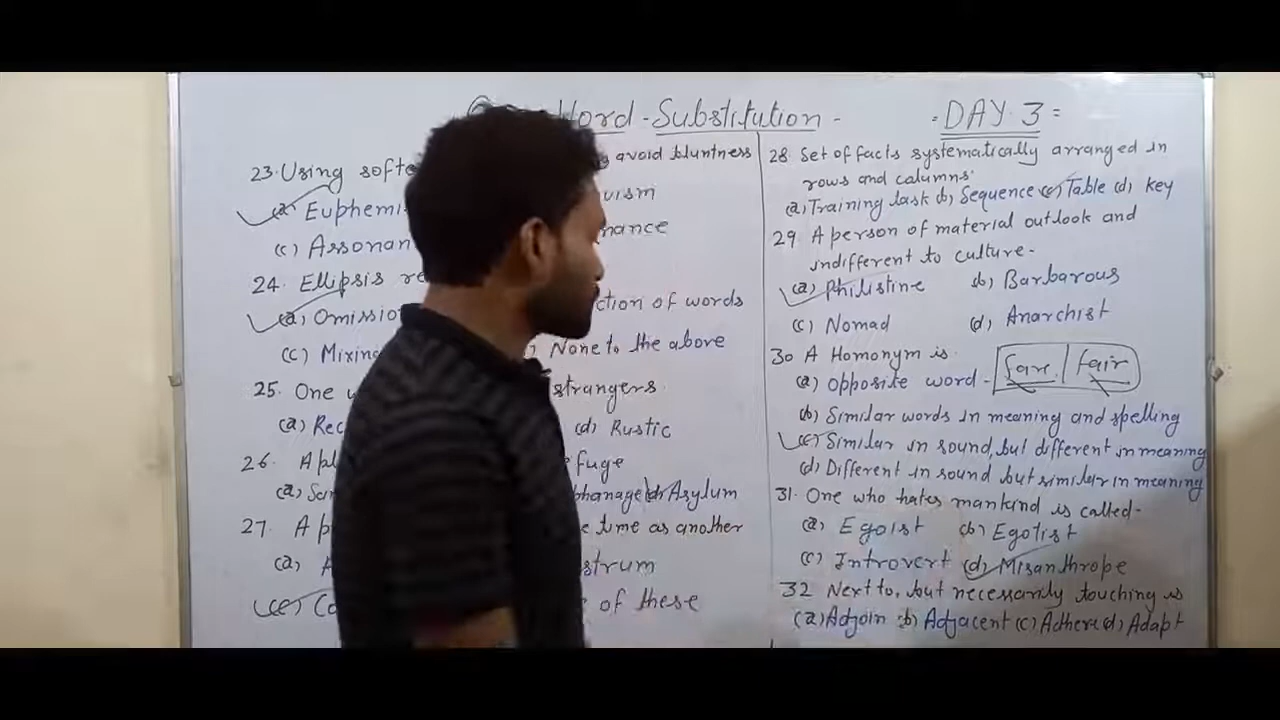 Word - Substitution -
= DAY 3 =
23. Using softe avoid bluntness
(a) Euphemi uism
(c) Assonan nance
24. Ellipsis re
(a) Omissio ction of words
(c) Mixing None to the above
25. One w strangers.
(a) Rec (d) Rustic
26. A pl fuge
(a) San phanage (d) Asylum
27. A p e time as another
(a) A strum
(c) Co of these
28. Set of facts systematically arranged in
rows and calumns.
(a) Training task (b) Sequence (c) Table (d) key
29. A person of material outlook and
indifferent to culture.
(a) Philistine (b) Barbarous
(c) Nomad (d) Anarchist
30 A Homonym is.
(a) opposite word - fare / fair
(b) Similar words in meaning and spelling
(c) Similar in sound, but different in meaning
(d) Different in sound but similar in meaning
31. One who hates mankind is called-
(a) Egoist (b) Egotist
(c) Introvert (d) Misanthrope
32 Next to, but necessarily touching is
(a) Adjoin (b) Adjacent (c) Adhere (d) Adapt